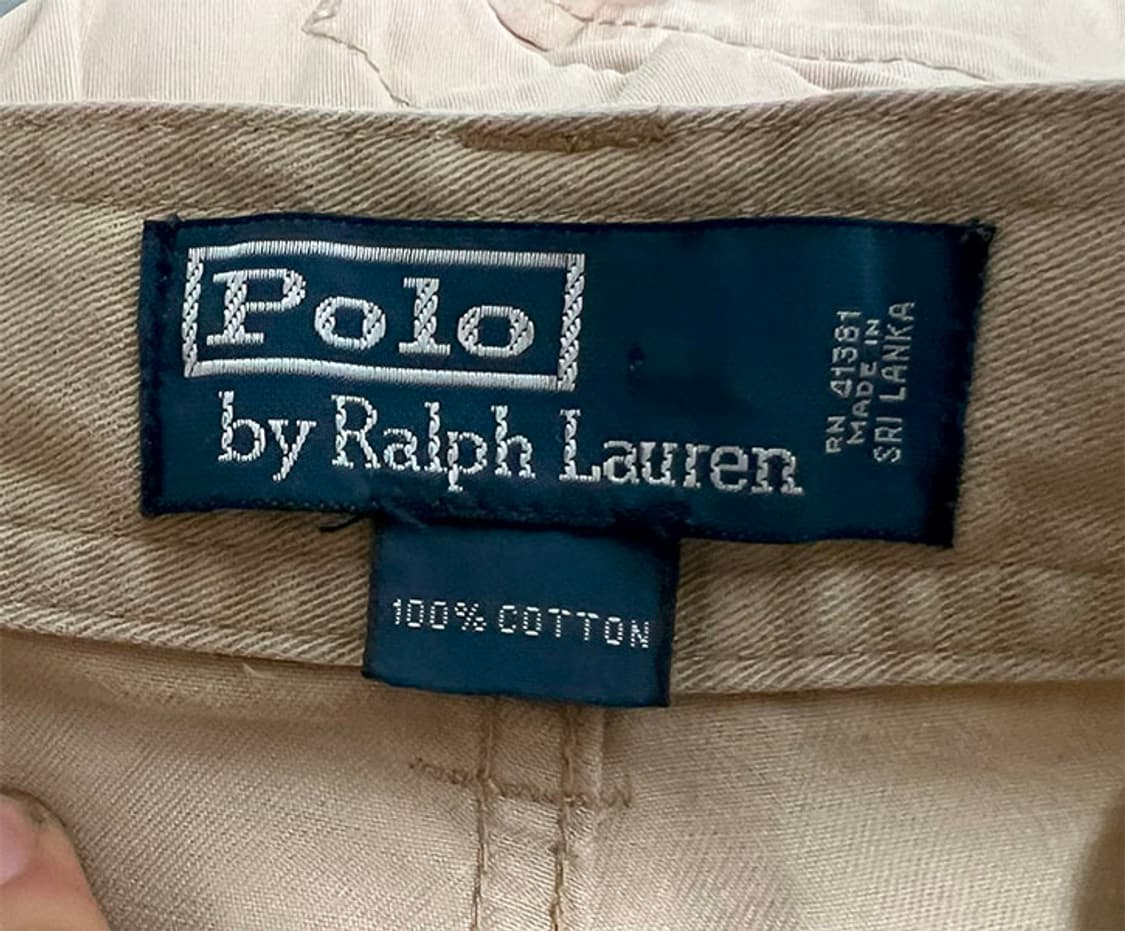 Polo
by Ralph Lauren
RN 41381
MADE IN
SRI LANKA
100% COTTON